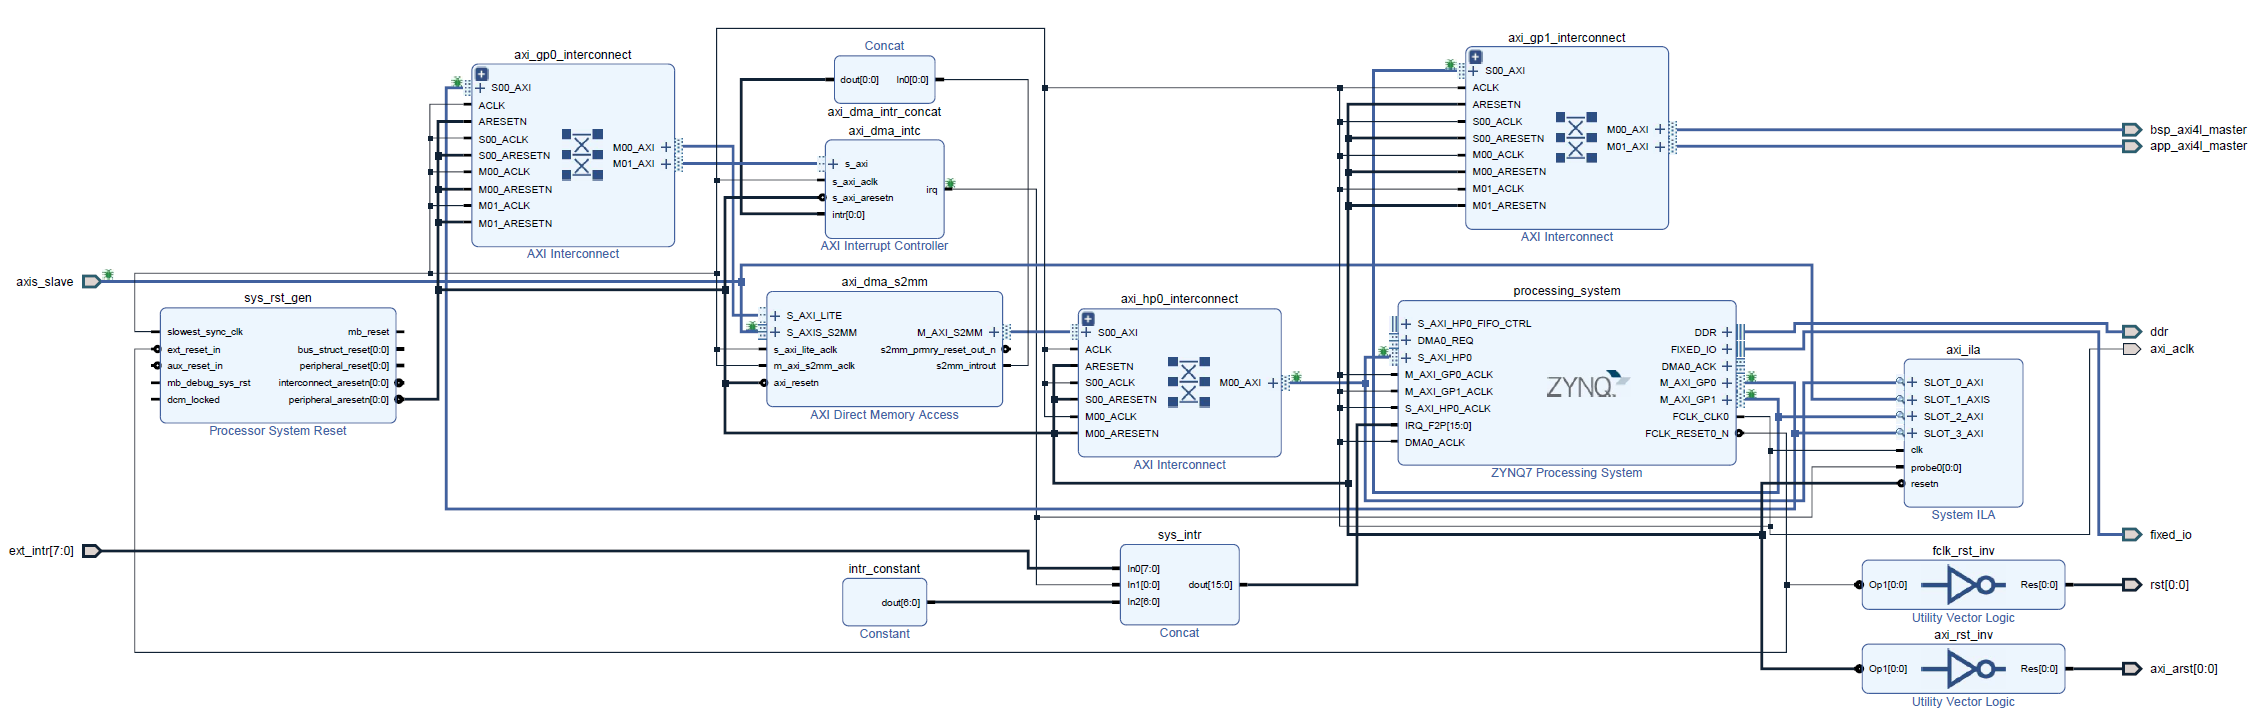 axi_gp0_interconnect
S00_AXI
ACLK
ARESETN
S00_ACLK
S00_ARESETN
M00_ACLK
M00_ARESETN
M01_ACLK
M01_ARESETN
M00_AXI
M01_AXI
AXI Interconnect
Concat
dout[0:0]
In0[0:0]
axi_dma_intr_concat
axi_dma_intc
s_axi
s_axi_aclk
s_axi_aresetn
intr[0:0]
irq
AXI Interrupt Controller
axi_gp1_interconnect
S00_AXI
ACLK
ARESETN
S00_ACLK
S00_ARESETN
M00_ACLK
M00_ARESETN
M01_ACLK
M01_ARESETN
M00_AXI
M01_AXI
AXI Interconnect
bsp_axi4l_master
app_axi4l_master
axis_slave
sys_rst_gen
slowest_sync_clk
ext_reset_in
aux_reset_in
mb_debug_sys_rst
dcm_locked
mb_reset
bus_struct_reset[0:0]
peripheral_reset[0:0]
interconnect_aresetn[0:0]
peripheral_aresetn[0:0]
Processor System Reset
axi_dma_s2mm
S_AXI_LITE
S_AXIS_S2MM
s_axi_lite_aclk
m_axi_s2mm_aclk
axi_resetn
M_AXI_S2MM
s2mm_prmry_reset_out_n
s2mm_introut
AXI Direct Memory Access
axi_hp0_interconnect
S00_AXI
ACLK
ARESETN
S00_ACLK
S00_ARESETN
M00_ACLK
M00_ARESETN
M00_AXI
AXI Interconnect
processing_system
S_AXI_HP0_FIFO_CTRL
DMA0_REQ
S_AXI_HP0
M_AXI_GP0_ACLK
M_AXI_GP1_ACLK
S_AXI_HP0_ACLK
IRQ_F2P[15:0]
DMA0_ACLK
ZYNQ
DDR
FIXED_IO
DMA0_ACK
M_AXI_GP0
M_AXI_GP1
FCLK_CLK0
FCLK_RESET0_N
ZYNQ7 Processing System
axi_ila
SLOT_0_AXI
SLOT_1_AXIS
SLOT_2_AXI
SLOT_3_AXI
clk
probe0[0:0]
resetn
System ILA
ddr
axi_aclk
fixed_io
ext_intr[7:0]
intr_constant
dout[6:0]
Constant
sys_intr
In0[7:0]
In1[0:0]
In2[6:0]
dout[15:0]
Concat
fclk_rst_inv
Op1[0:0]
Res[0:0]
Utility Vector Logic
rst[0:0]
axi_rst_inv
Op1[0:0]
Res[0:0]
Utility Vector Logic
axi_arst[0:0]